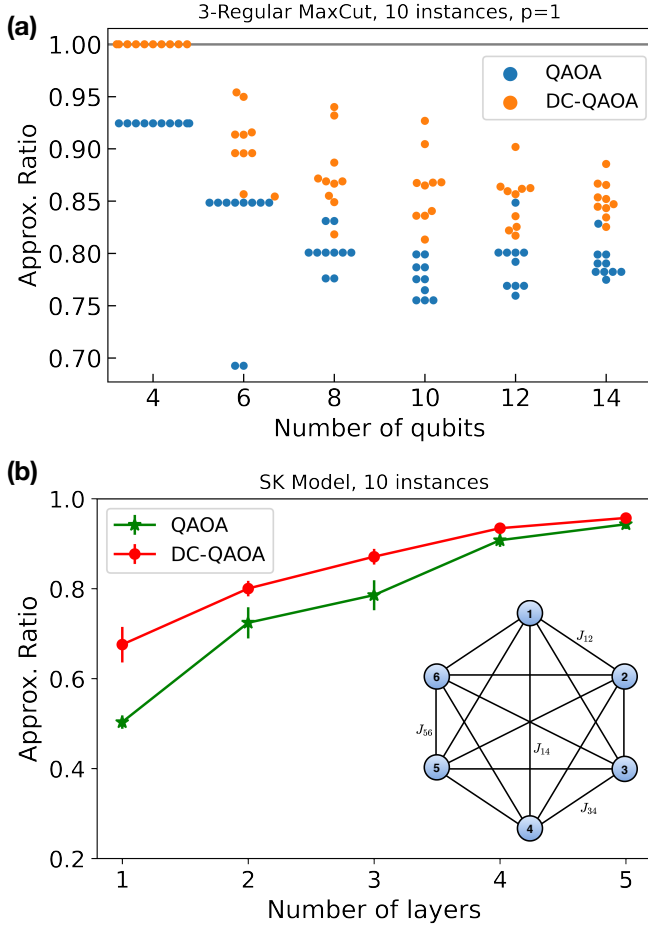 (a)
3-Regular MaxCut, 10 instances, p=1
1.00
0.95
0.90
0.85
0.80
0.75
0.70
Approx. Ratio
QAOA
DC-QAOA
4 6 8 10 12 14
Number of qubits
(b)
SK Model, 10 instances
1.0
0.8
0.6
0.4
0.2
Approx. Ratio
QAOA
DC-QAOA
1
J12
6
2
J56
J14
5
3
J34
4
1 2 3 4 5
Number of layers